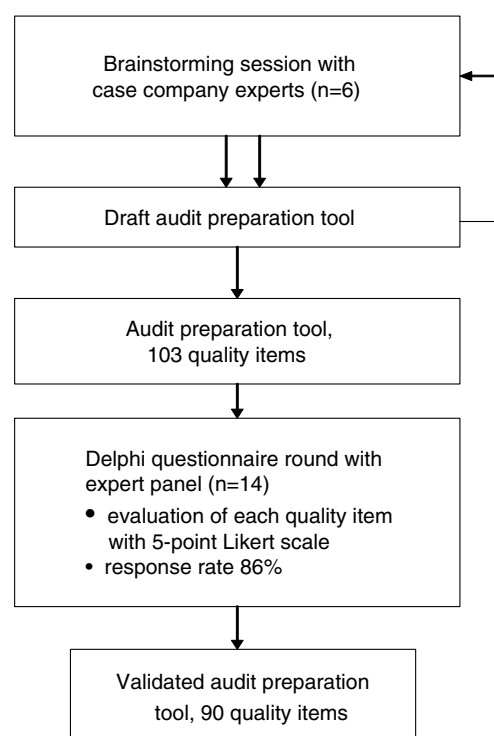 Brainstorming session with
case company experts (n=6)
Draft audit preparation tool
Audit preparation tool,
103 quality items
Delphi questionnaire round with
expert panel (n=14)
• evaluation of each quality item
with 5-point Likert scale
• response rate 86%
Validated audit preparation
tool, 90 quality items